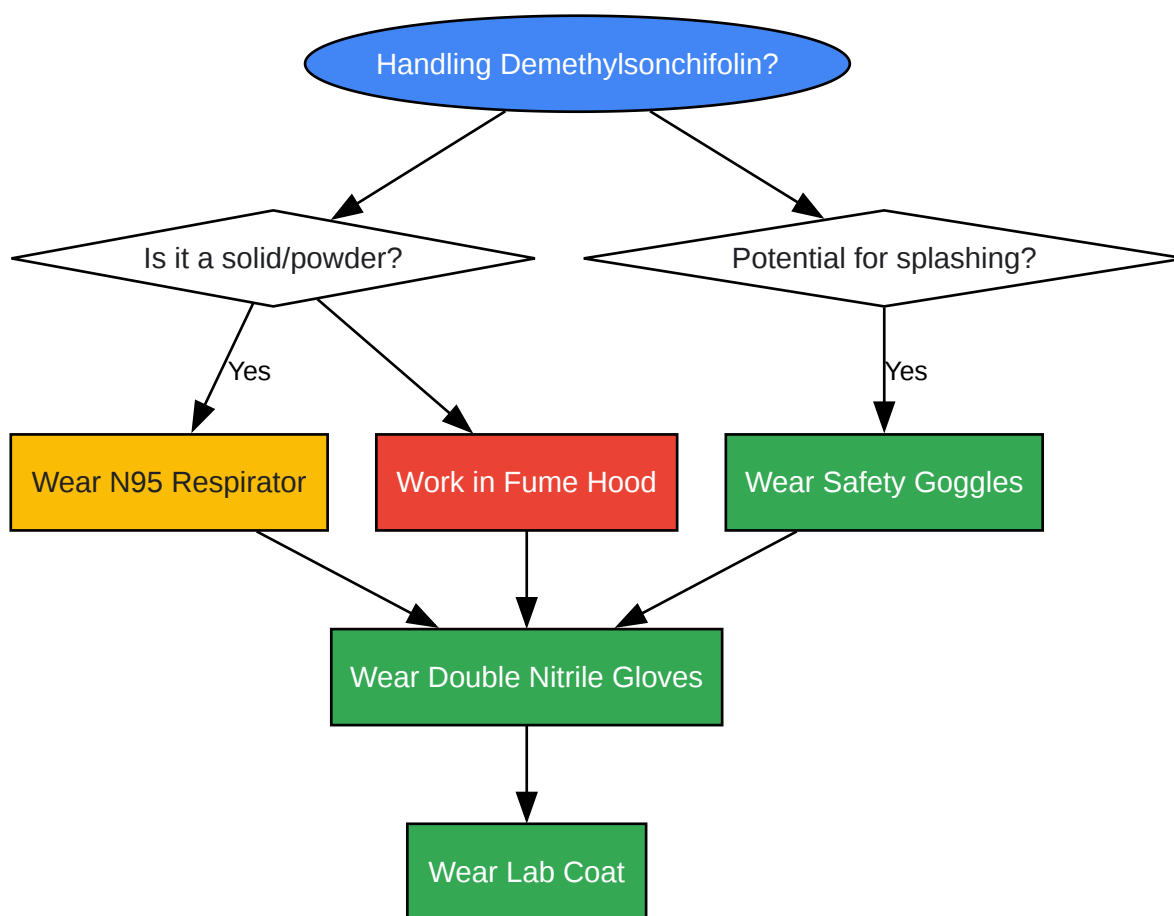 Handling Demethylsonchifolin?
Is it a solid/powder?
Potential for splashing?
Yes
Yes
Wear N95 Respirator
Work in Fume Hood
Wear Safety Goggles
Wear Double Nitrile Gloves
Wear Lab Coat